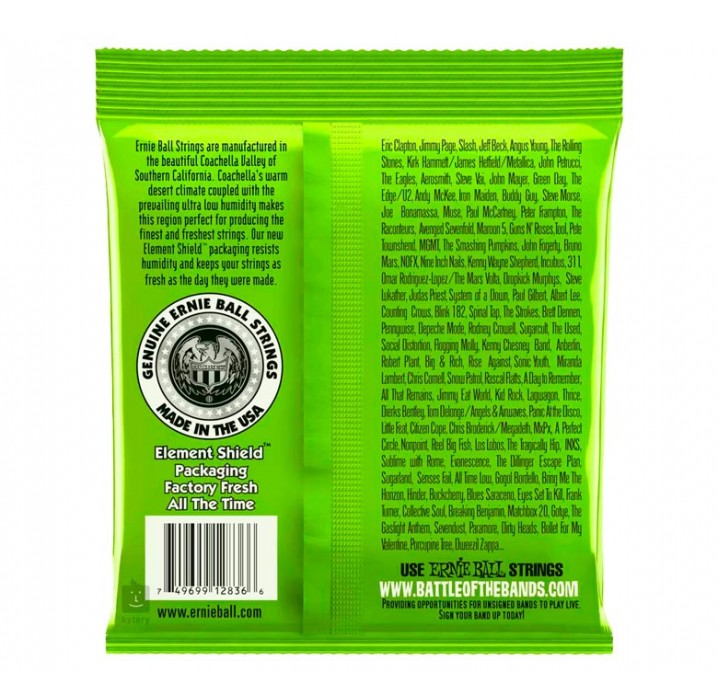 Ernie Ball Strings are manufactured in
the beautiful Coachella Valley of
Southern California. Coachella's warm
desert climate coupled with the
prevailing ultra low humidity makes
this region perfect for producing the
finest and freshest strings. Our new
Element Shield™ packaging resists
humidity and keeps your strings as
fresh as the day they were made.
GENUINE ERNIE BALL STRINGS
MADE IN THE USA
Element Shield™
Packaging
Factory Fresh
All The Time
7 49699 12836 6
www.ernieball.com
kytary
Eric Clapton, Jimmy Page, Slash, Jeff Beck, Angus Young, The Rolling
Stones, Kirk Hammett/James Hetfield/Metallica, John Petrucci,
The Eagles, Aerosmith, Steve Vai, John Mayer, Green Day, The
Edge/U2, Andy McKee, Iron Maiden, Buddy Guy, Steve Morse,
Joe Bonamassa, Muse, Paul McCartney, Peter Frampton, The
Raconteurs, Avenged Sevenfold, Maroon 5, Guns N' Roses, Tool, Pete
Townshend, MGMT, The Smashing Pumpkins, John Fogerty, Bruno
Mars, NOFX, Nine Inch Nails, Kenny Wayne Shepherd, Incubus, 311,
Omar Rodriguez-Lopez/The Mars Volta, Dropkick Murphys, Steve
Lukather, Judas Priest, System of a Down, Paul Gilbert, Albert Lee,
Counting Crows, Blink 182, Spinal Tap, The Strokes, Brett Dennen,
Pennywise, Depeche Mode, Rodney Crowell, Sugarcult, The Used,
Social Distortion, Flogging Molly, Kenny Chesney Band, Anberlin,
Robert Plant, Big & Rich, Rise Against, Sonic Youth, Miranda
Lambert, Chris Cornell, Snow Patrol, Rascal Flatts, A Day to Remember,
All That Remains, Jimmy Eat World, Kid Rock, Lagwagon, Thrice,
Dierks Bentley, Tom Delonge/Angels & Airwaves, Panic At the Disco,
Little Feat, Citizen Cope, Chris Broderick/Megadeth, MxPx, A Perfect
Circle, Nonpoint, Reel Big Fish, Los Lobos, The Tragically Hip, INXS,
Sublime with Rome, Evanescence, The Dillinger Escape Plan,
Sugarland, Senses Fail, All Time Low, Gogol Bordello, Bring Me The
Horizon, Hinder, Buckcherry, Blues Saraceno, Eyes Set To Kill, Frank
Turner, Collective Soul, Breaking Benjamin, Matchbox 20, Gotye, The
Gaslight Anthem, Sevendust, Paramore, Dirty Heads, Bullet For My
Valentine, Porcupine Tree, Dweezil Zappa...
USE ERNIE BALL STRINGS
WWW.BATTLEOFTHEBANDS.COM
PROVIDING OPPORTUNITIES FOR UNSIGNED BANDS TO PLAY LIVE.
SIGN YOUR BAND UP TODAY!